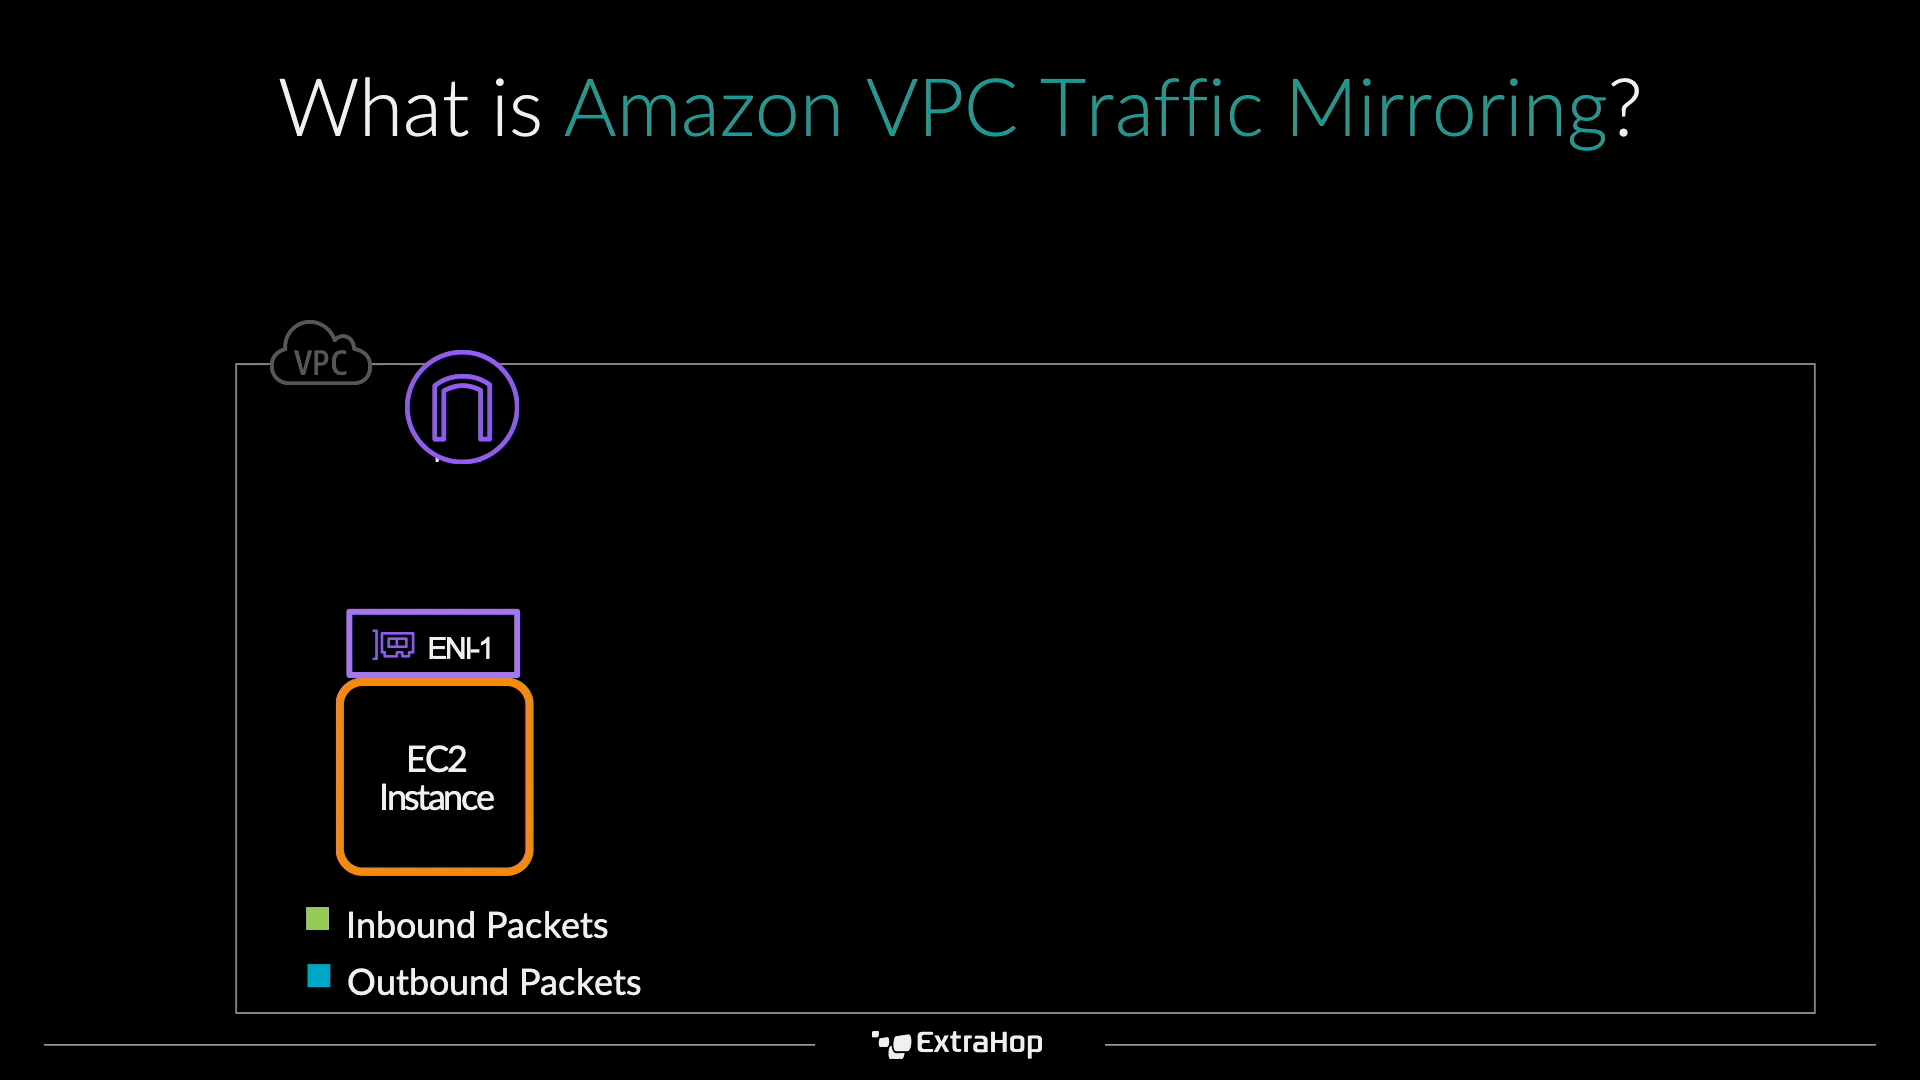 What is Amazon VPC Traffic Mirroring?
VPC
ENI-1
EC2
Instance
Inbound Packets
Outbound Packets
ExtraHop